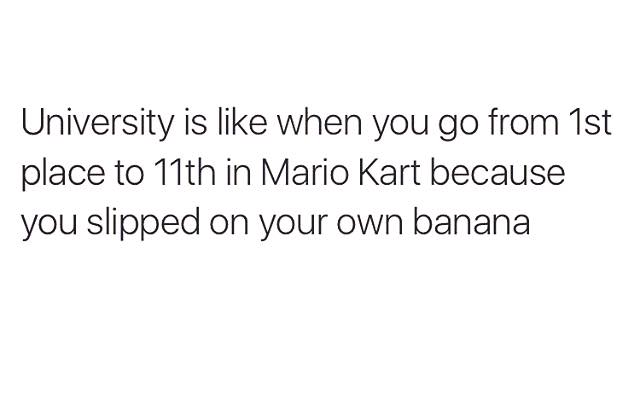 University is like when you go from 1st
place to 11th in Mario Kart because
you slipped on your own banana